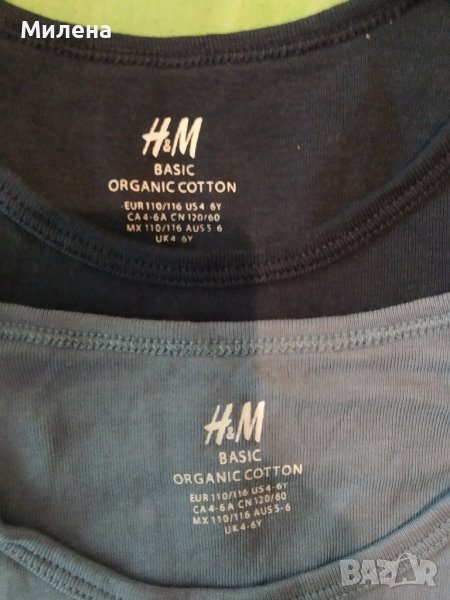 Милена
H&M
BASIC
ORGANIC COTTON
EUR 110/116 US 4-6Y
CA 4-6A CN 120/60
MX 110/116 AUS 5-6
UK 4-6Y
H&M
BASIC
ORGANIC COTTON
EUR 110/116 US 4-6Y
CA 4-6A CN 120/60
MX 110/116 AUS 5-6
UK 4-6Y
BAZAR